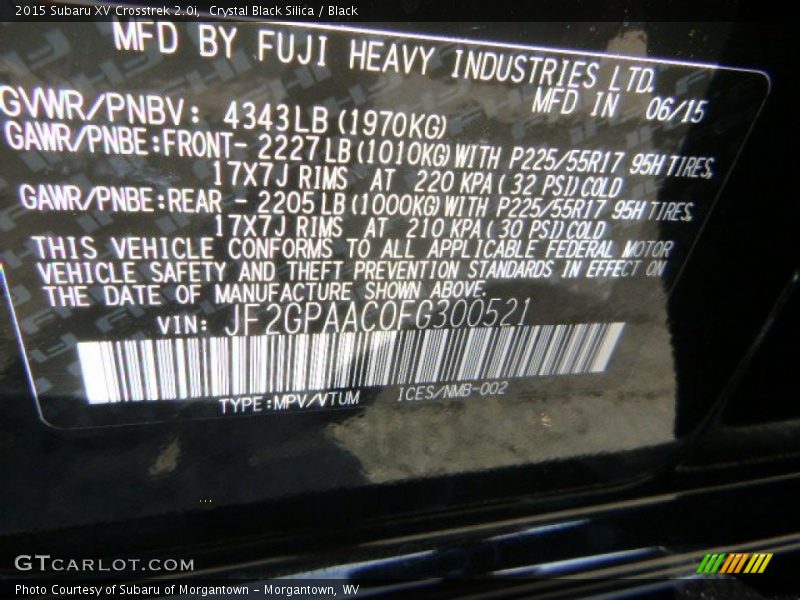 2015 Subaru XV Crosstrek 2.0i, Crystal Black Silica / Black
MFD BY FUJI HEAVY INDUSTRIES LTD.
MFD IN 06/15
GVWR/PNBV: 4343LB (1970KG)
GAWR/PNBE:FRONT- 2227LB (1010KG) WITH P225/55R17 95H TIRES,
17X7J RIMS AT 220 KPA( 32 PSI) COLD
GAWR/PNBE:REAR - 2205LB (1000KG) WITH P225/55R17 95H TIRES,
17X7J RIMS AT 210 KPA( 30 PSI) COLD
THIS VEHICLE CONFORMS TO ALL APPLICABLE FEDERAL MOTOR
VEHICLE SAFETY AND THEFT PREVENTION STANDARDS IN EFFECT ON
THE DATE OF MANUFACTURE SHOWN ABOVE.
VIN: JF2GPAAC0FG300521
TYPE:MPV/VTUM ICES/NMB-002
GTCARLOT.COM
Photo Courtesy of Subaru of Morgantown - Morgantown, WV